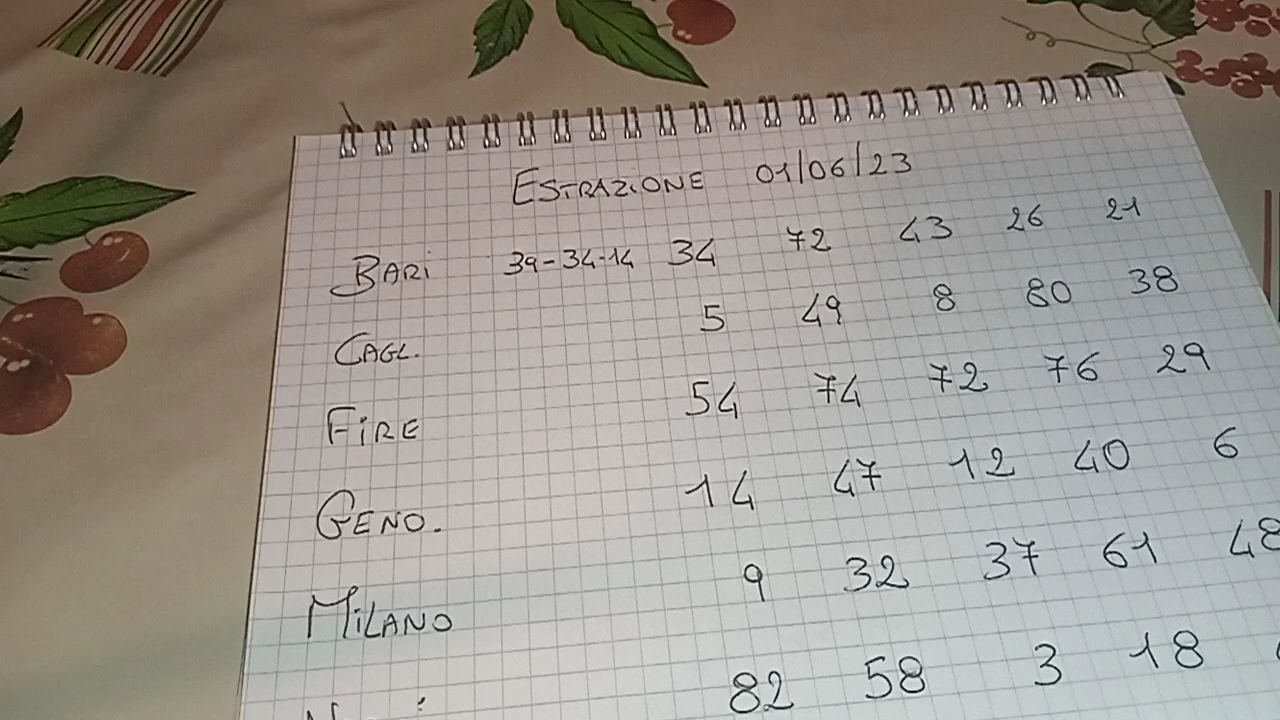 ESTRAZIONE 01/06/23
BARI 39-34-14 34 72 43 26 21
CAGL. 5 49 8 80 38
FIRE 54 74 72 76 29
GENO. 14 47 12 40 6
MILANO 9 32 37 61 48
82 58 3 18